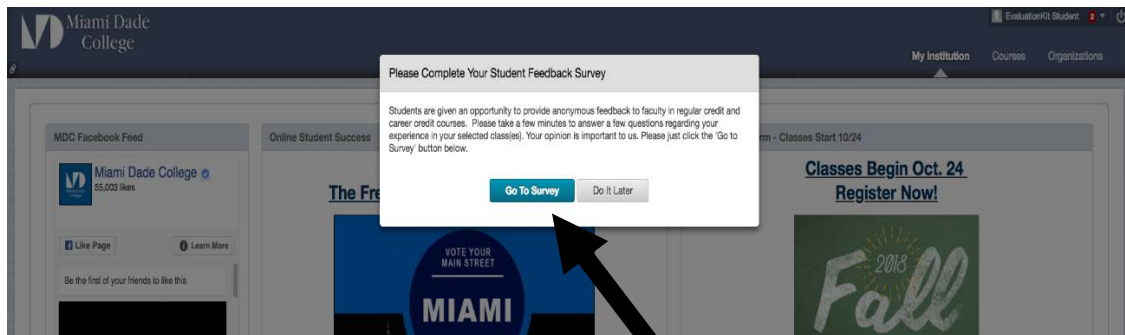 Miami Dade
College
EvaluationKit Student 2
My Institution Courses Organizations
Please Complete Your Student Feedback Survey
Students are given an opportunity to provide anonymous feedback to faculty in regular credit and
career credit courses. Please take a few minutes to answer a few questions regarding your
experience in your selected class(es). Your opinion is important to us. Please just click the 'Go to
Survey' button below.
Go To Survey Do It Later
MDC Facebook Feed
Miami Dade College
55,003 likes
Like Page Learn More
Be the first of your friends to like this
Online Student Success
The Fre
VOTE YOUR
MAIN STREET
MIAMI
rm - Classes Start 10/24
Classes Begin Oct. 24
Register Now!
2018
Fall